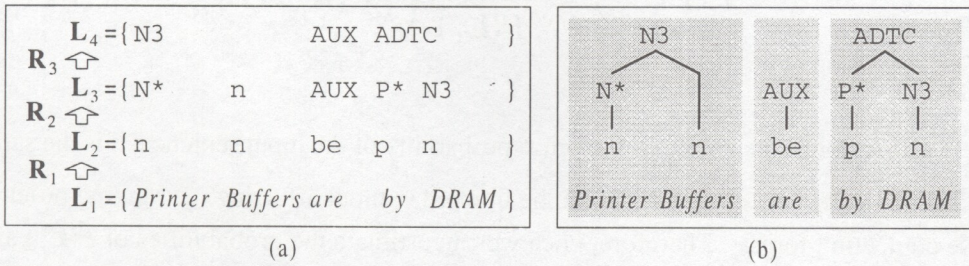 L4={N3 AUX ADTC }
R3
L3={N* n AUX P* N3 }
R2
L2={n n be p n }
R1
L1={Printer Buffers are by DRAM }
(a)
N3 ADTC
N* AUX P* N3
n n be p n
Printer Buffers are by DRAM
(b)